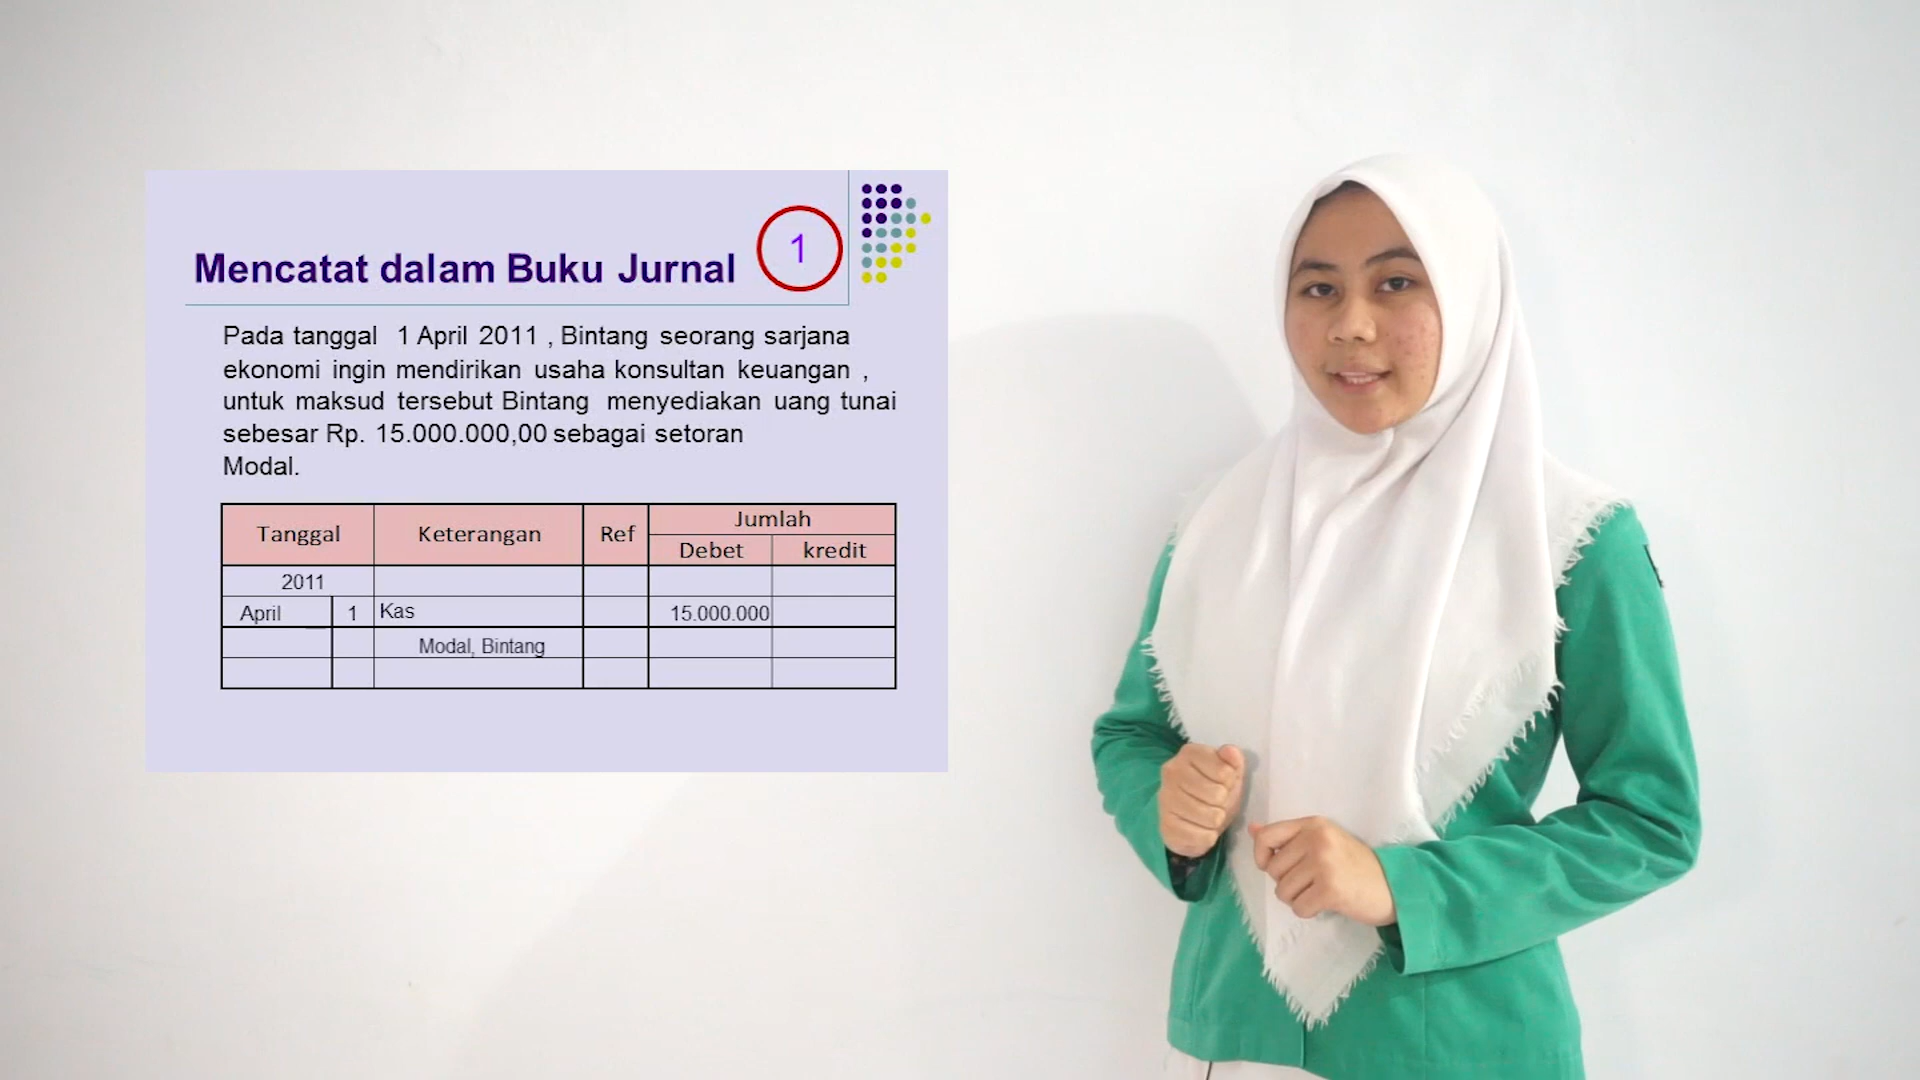 Mencatat dalam Buku Jurnal
1
Pada tanggal 1 April 2011 , Bintang seorang sarjana
ekonomi ingin mendirikan usaha konsultan keuangan ,
untuk maksud tersebut Bintang menyediakan uang tunai
sebesar Rp. 15.000.000,00 sebagai setoran
Modal.
Tanggal Keterangan Ref Jumlah
Debet kredit
2011
April 1 Kas 15.000.000
Modal, Bintang